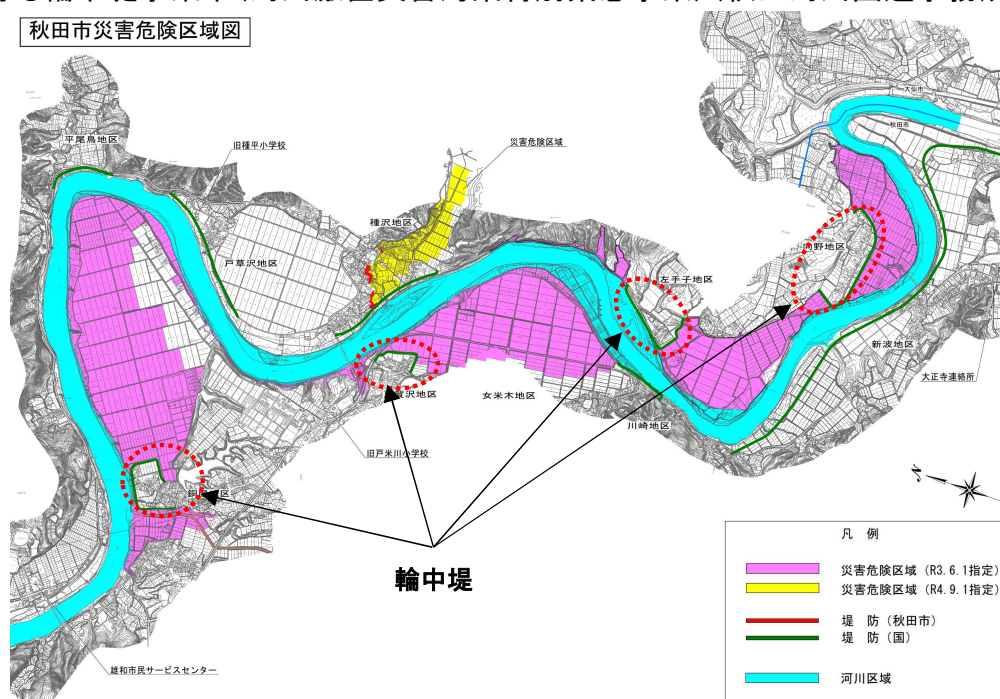 秋田市災害危険区域図
大仙市
秋田市
平尾鳥地区
旧種平小学校
災害危険区域
種沢地区
戸草沢地区
左手子地区
新波地区
大正寺連絡所
女米木地区
川崎地区
旧戸米川小学校
輪中堤
雄和市民サービスセンター
N
凡 例
災害危険区域（R3.6.1指定）
災害危険区域（R4.9.1指定）
堤 防（秋田市）
堤 防（国）
河川区域